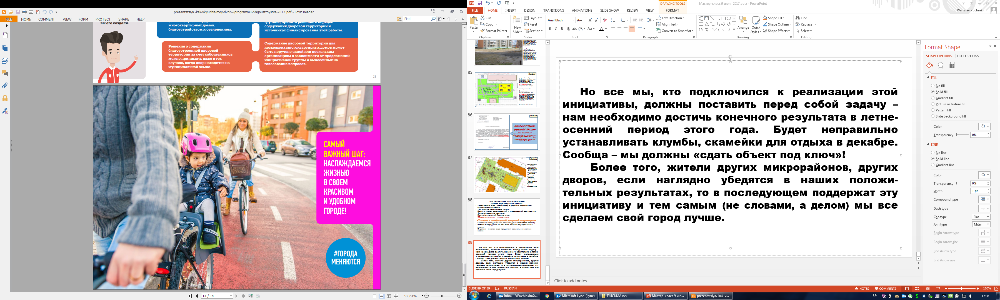 prezentatsiya.-kak-vklyuchit-moy-dvor-v-programmu-blagoustroystva-2017.pdf - Foxit Reader
FILE HOME COMMENT VIEW FORM PROTECT SHARE HELP
Find
вы его создали.
многоквартирных домов,
благоустройством и озеленением.
содержания дворовой территории и
источниках финансирования этой работы.
Решения о содержании
благоустроенной дворовой
территории за счет собственников
можно принимать даже в тех
случаях, когда двор находится на
муниципальной земле.
Содержание дворовой территории для
нескольких многоквартирных домов может
быть поручено одной или нескольким
организациям в зависимости от предложений
инициативной группы и вынесенных на
голосование вопросов.
23
САМЫЙ
ВАЖНЫЙ ШАГ:
НАСЛАЖДАЕМСЯ
ЖИЗНЬЮ
В СВОЕМ
КРАСИВОМ
И УДОБНОМ
ГОРОДЕ!
#ГОРОДА
МЕНЯЮТСЯ
14 / 14
92.64%
DRAWING TOOLS
Мастер-класс 9 июня 2017.pptx - PowerPoint
FILE HOME INSERT DESIGN TRANSITIONS ANIMATIONS SLIDE SHOW REVIEW VIEW FORMAT
Vladislav Puchinkin
Paste
Cut
Copy
Format Painter
Clipboard
New
Slide
Layout
Reset
Section
Slides
Arial Black 26+
Font
Text Direction
Align Text
Convert to SmartArt
Paragraph
Arrange
Quick
Styles
Shape Fill
Shape Outline
Shape Effects
Drawing
Find
Replace
Select
Editing
85
86
87
88
Для реализации этой инициативы
многое еще предстоит сделать:
89
Но все мы, кто подключился к реализации этой
инициативы, должны поставить перед собой задачу –
нам необходимо достичь конечного результата в летне-
осенний период этого года. Будет неправильно
устанавливать клумбы, скамейки для отдыха в декабре.
Сообща – мы должны «сдать объект под ключ»!
Более того, жители других микрорайонов, других
дворов, если наглядно убедятся в наших положи-
тельных результатах, то в последующем поддержат эту
инициативу и тем самым (не словами, а делом) мы все
сделаем свой город лучше.
Но все мы, кто подключился к реализации этой
инициативы, должны поставить перед собой задачу –
нам необходимо достичь конечного результата в летне-
осенний период этого года. Будет неправильно
устанавливать клумбы, скамейки для отдыха в декабре.
Сообща – мы должны «сдать объект под ключ»!
Более того, жители других микрорайонов, других
дворов, если наглядно убедятся в наших положи-
тельных результатах, то в последующем поддержат эту
инициативу и тем самым (не словами, а делом) мы все
сделаем свой город лучше.
Click to add notes
Format Shape
SHAPE OPTIONS TEXT OPTIONS
FILL
No fill
Solid fill
Gradient fill
Picture or texture fill
Pattern fill
Slide background fill
Color
Transparency 0%
LINE
No line
Solid line
Gradient line
Color
Transparency 0%
Width 1 pt
Compound type
Dash type
Cap type Flat
Join type Miter
Begin Arrow type
Begin Arrow size
End Arrow type
End Arrow size
SLIDE 89 OF 89 RUSSIAN
NOTES COMMENTS
100%
Inbox - VPuchinkin@...
Microsoft Lync (Lync)
ПИСЬМА исх
Мастер-класс 9 ию...
prezentatsiya.-kak-v...
EN
17:08